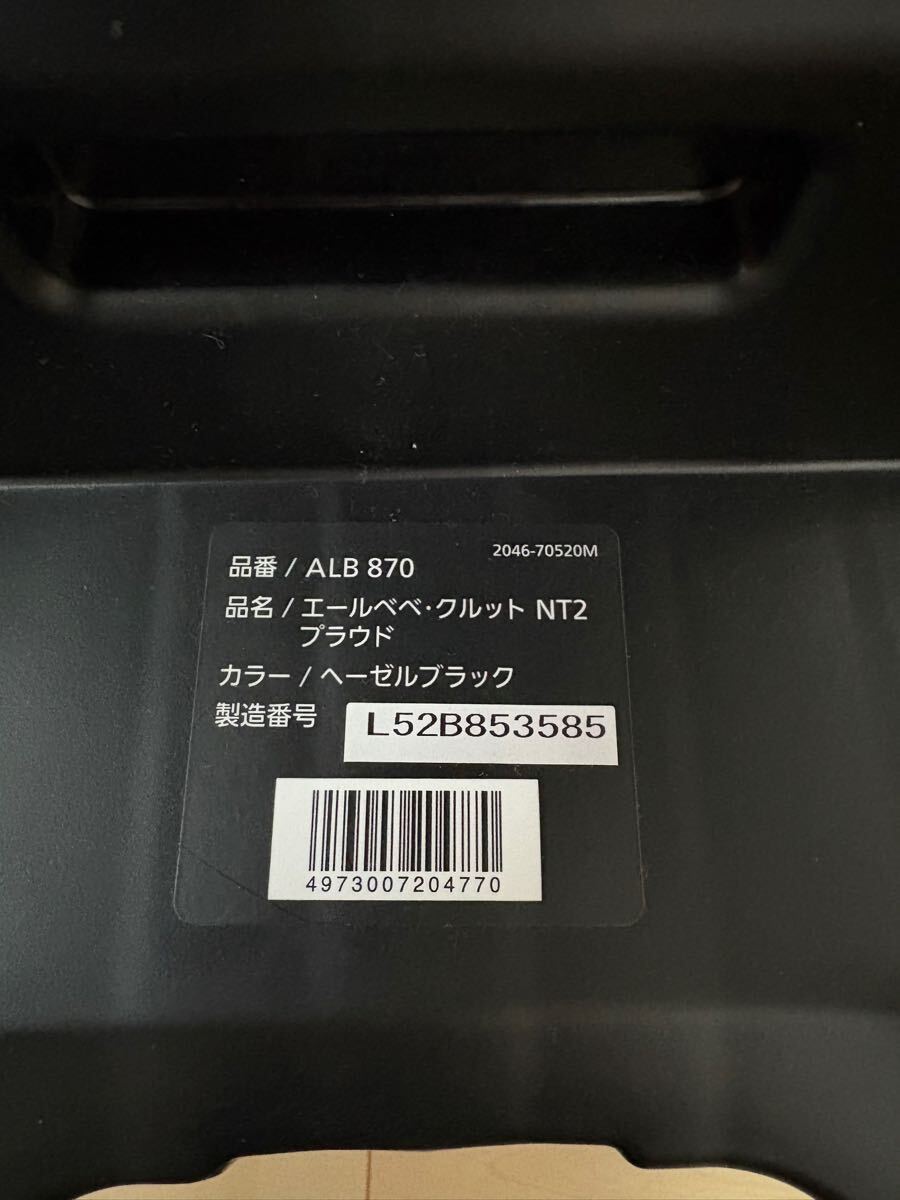 2046-70520M
品番 / ALB 870
品名 / エールベベ・クルット NT2
プラウド
カラー / ヘーゼルブラック
製造番号 L52B853585
4973007204770